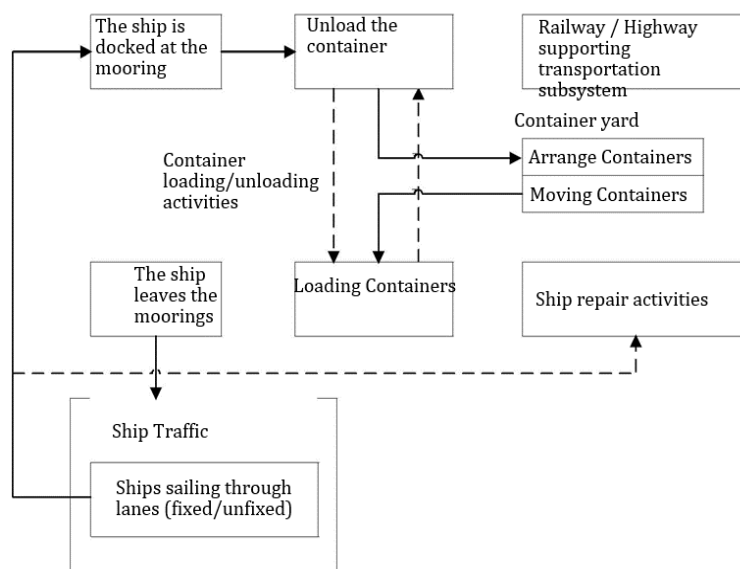 The ship is
docked at the
mooring
Unload the
container
Railway / Highway
supporting
transportation
subsystem
Container yard
Arrange Containers
Moving Containers
Container
loading/unloading
activities
The ship
leaves the
moorings
Loading Containers
Ship repair activities
Ship Traffic
Ships sailing through
lanes (fixed/unfixed)